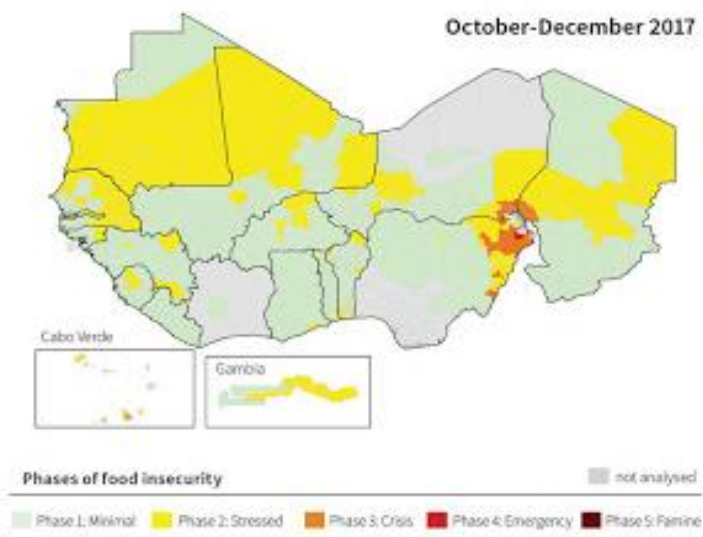 October-December 2017
Cabo Verde
Gambia
Phases of food insecurity
not analysed
Phase 1: Minimal
Phase 2: Stressed
Phase 3: Crisis
Phase 4: Emergency
Phase 5: Famine